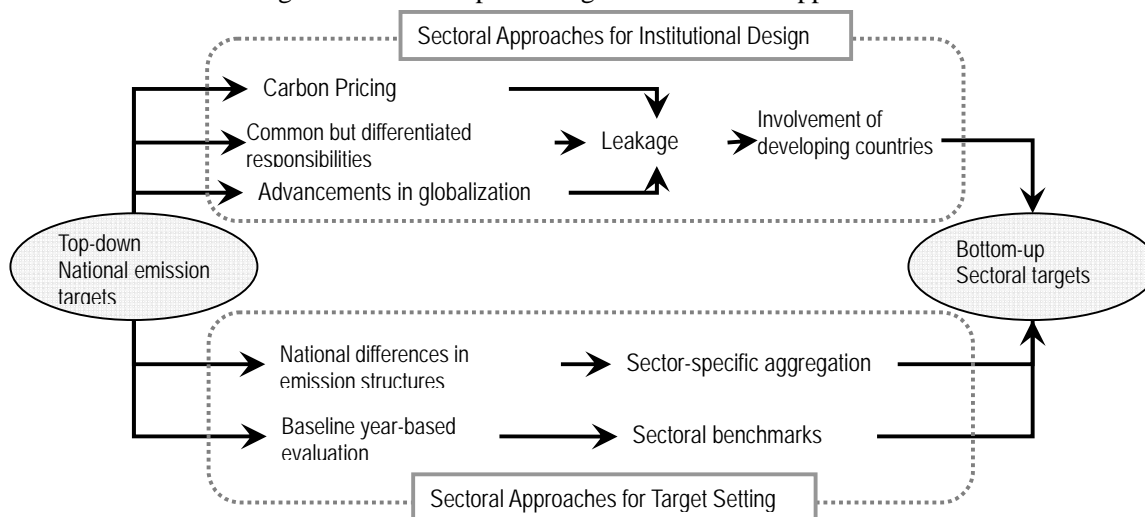 Sectoral Approaches for Institutional Design
Carbon Pricing
Common but differentiated
responsibilities
Advancements in globalization
Leakage
Involvement of
developing countries
Top-down
National emission
targets
Bottom-up
Sectoral targets
National differences in
emission structures
Sector-specific aggregation
Baseline year-based
evaluation
Sectoral benchmarks
Sectoral Approaches for Target Setting